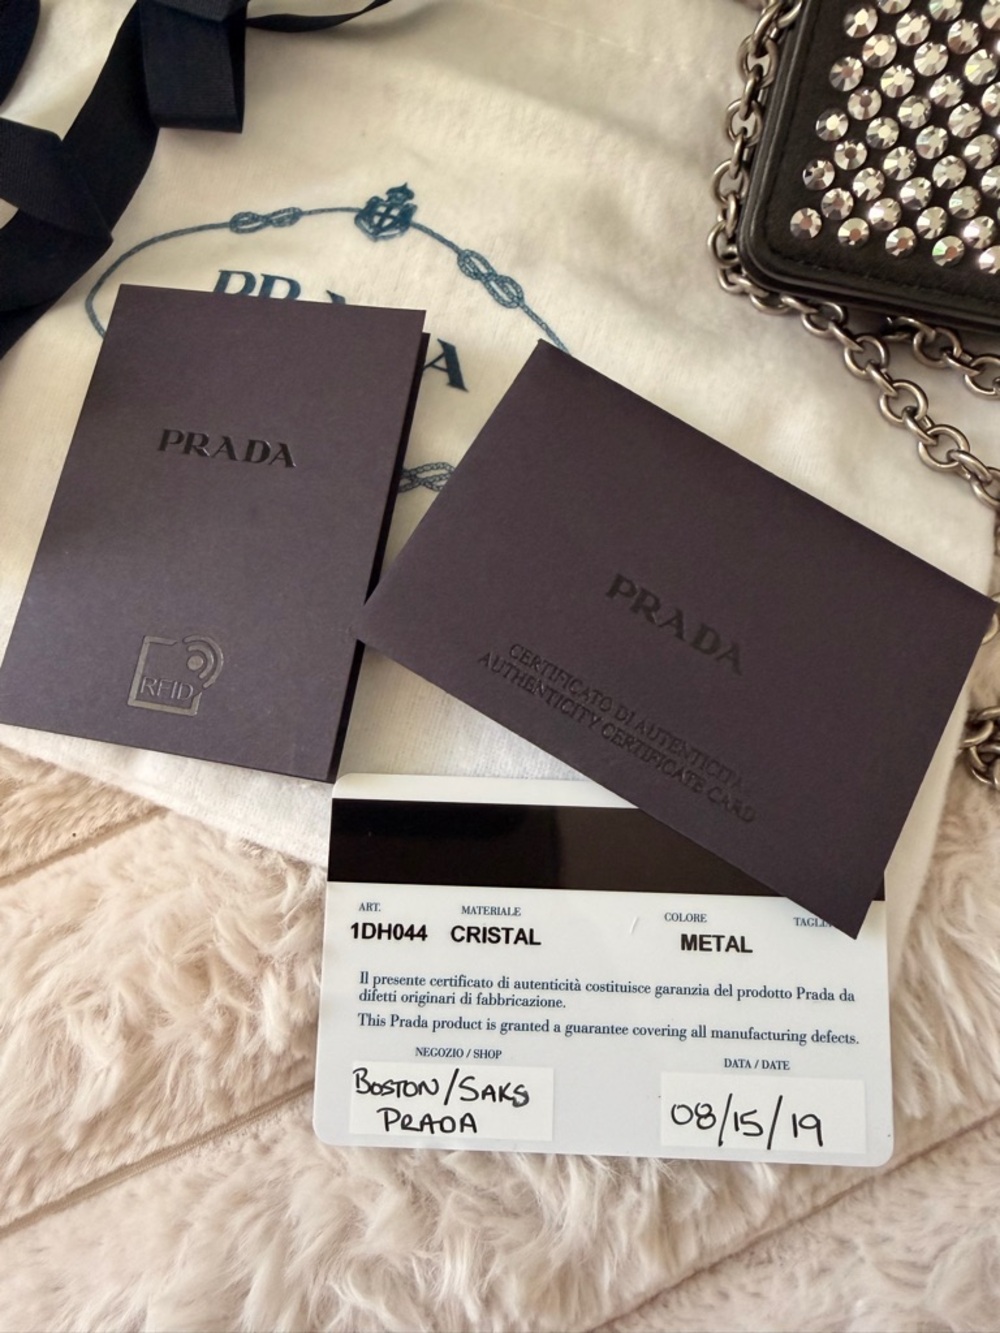 PRADA
PRADA
RFID
PRADA
CERTIFICATO DI AUTENTICITÀ
AUTHENTICITY CERTIFICATE CARD
ART. MATERIALE COLORE
1DH044 CRISTAL METAL
Il presente certificato di autenticità costituisce garanzia del prodotto Prada da
difetti originari di fabbricazione.
This Prada product is granted a guarantee covering all manufacturing defects.
NEGOZIO / SHOP DATA / DATE
BOSTON/SAKS
PRADA
08/15/19